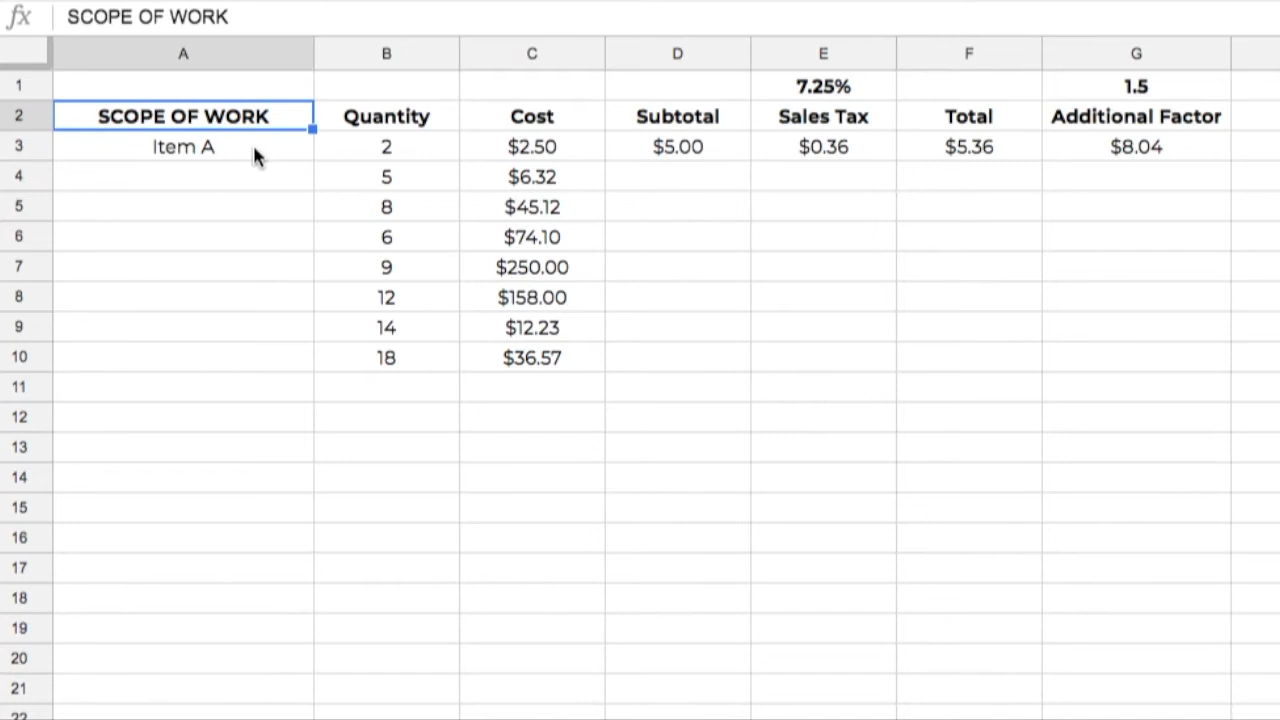 fx SCOPE OF WORK
A B C D E F G
1 7.25% 1.5
2 SCOPE OF WORK Quantity Cost Subtotal Sales Tax Total Additional Factor
3 Item A 2 $2.50 $5.00 $0.36 $5.36 $8.04
4 5 $6.32
5 8 $45.12
6 6 $74.10
7 9 $250.00
8 12 $158.00
9 14 $12.23
10 18 $36.57
11
12
13
14
15
16
17
18
19
20
21
22